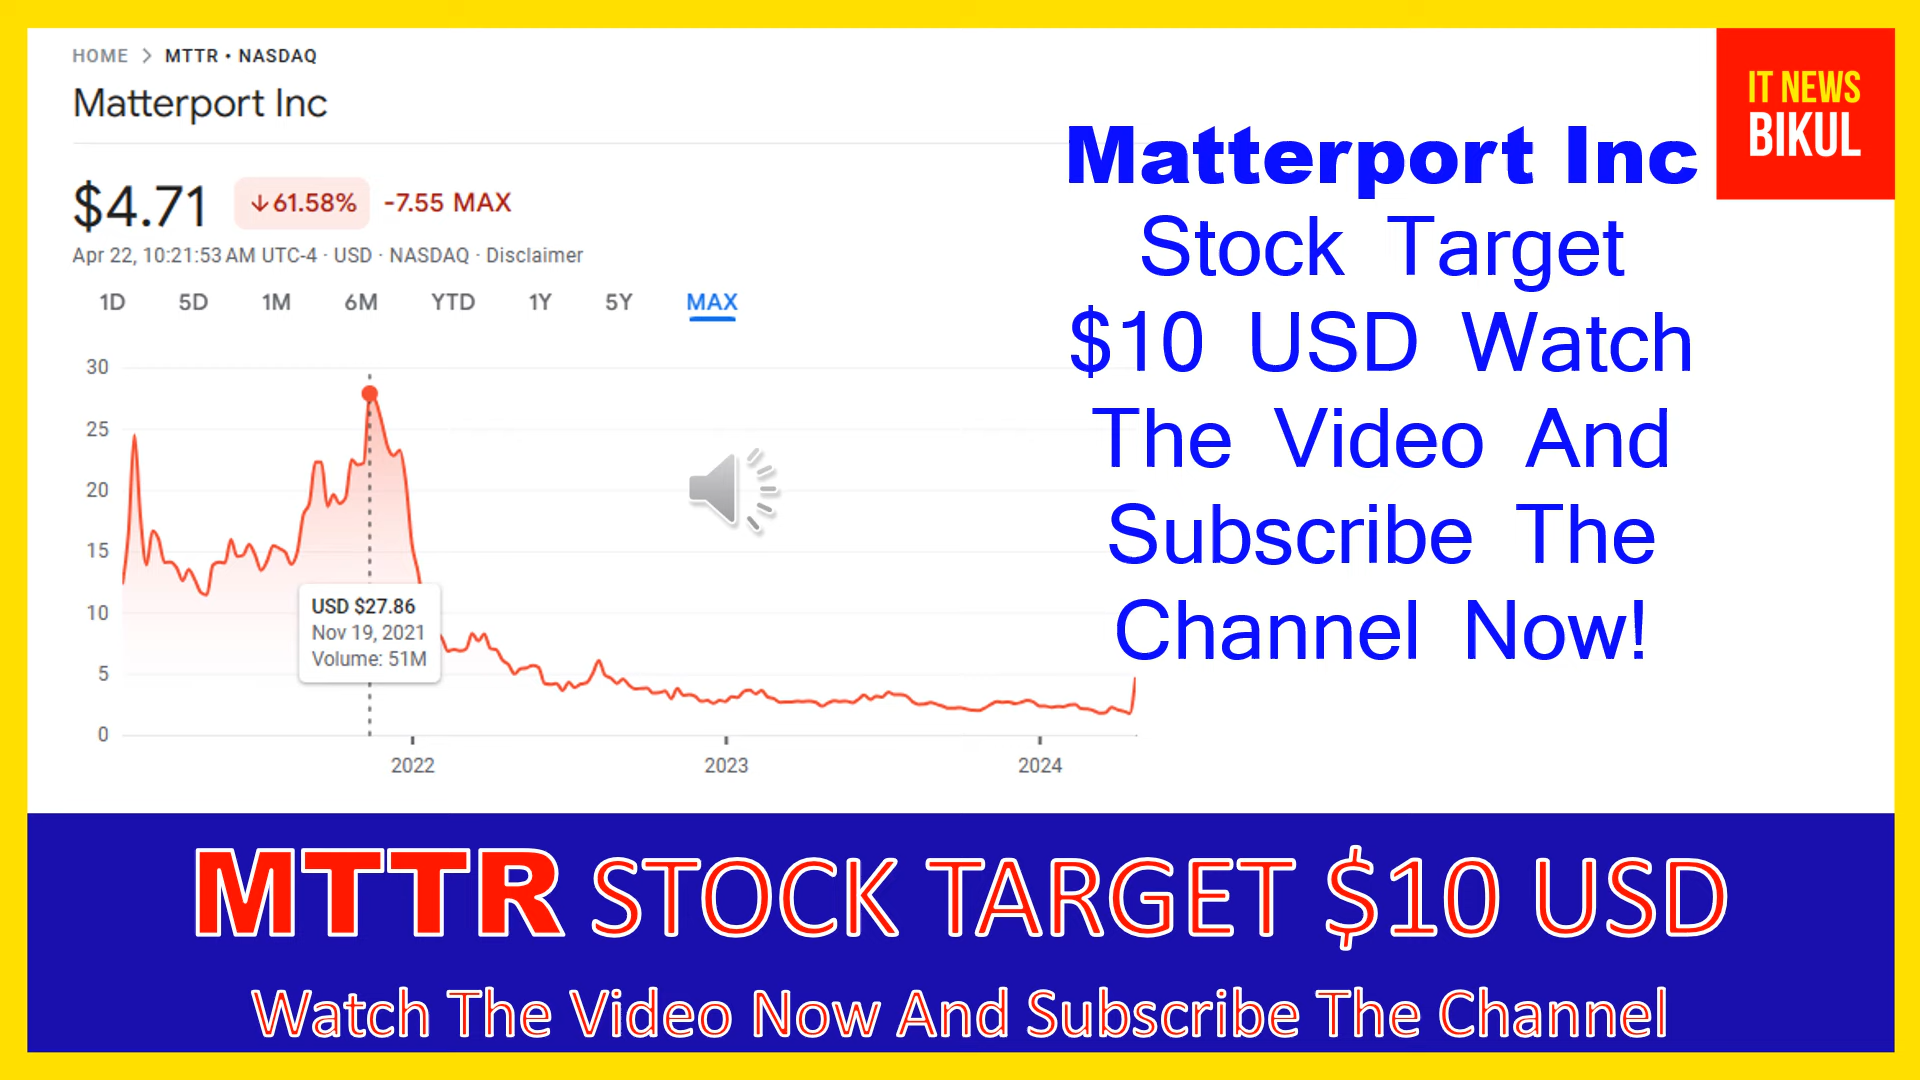 HOME > MTTR • NASDAQ
Matterport Inc
$4.71 ↓61.58% -7.55 MAX
Apr 22, 10:21:53 AM UTC-4 · USD · NASDAQ · Disclaimer
1D 5D 1M 6M YTD 1Y 5Y MAX
30
25
20
15
10
5
0
USD $27.86
Nov 19, 2021
Volume: 51M
2022 2023 2024
IT NEWS
BIKUL
Matterport Inc
Stock Target
$10 USD Watch
The Video And
Subscribe The
Channel Now!
MTTR STOCK TARGET $10 USD
Watch The Video Now And Subscribe The Channel